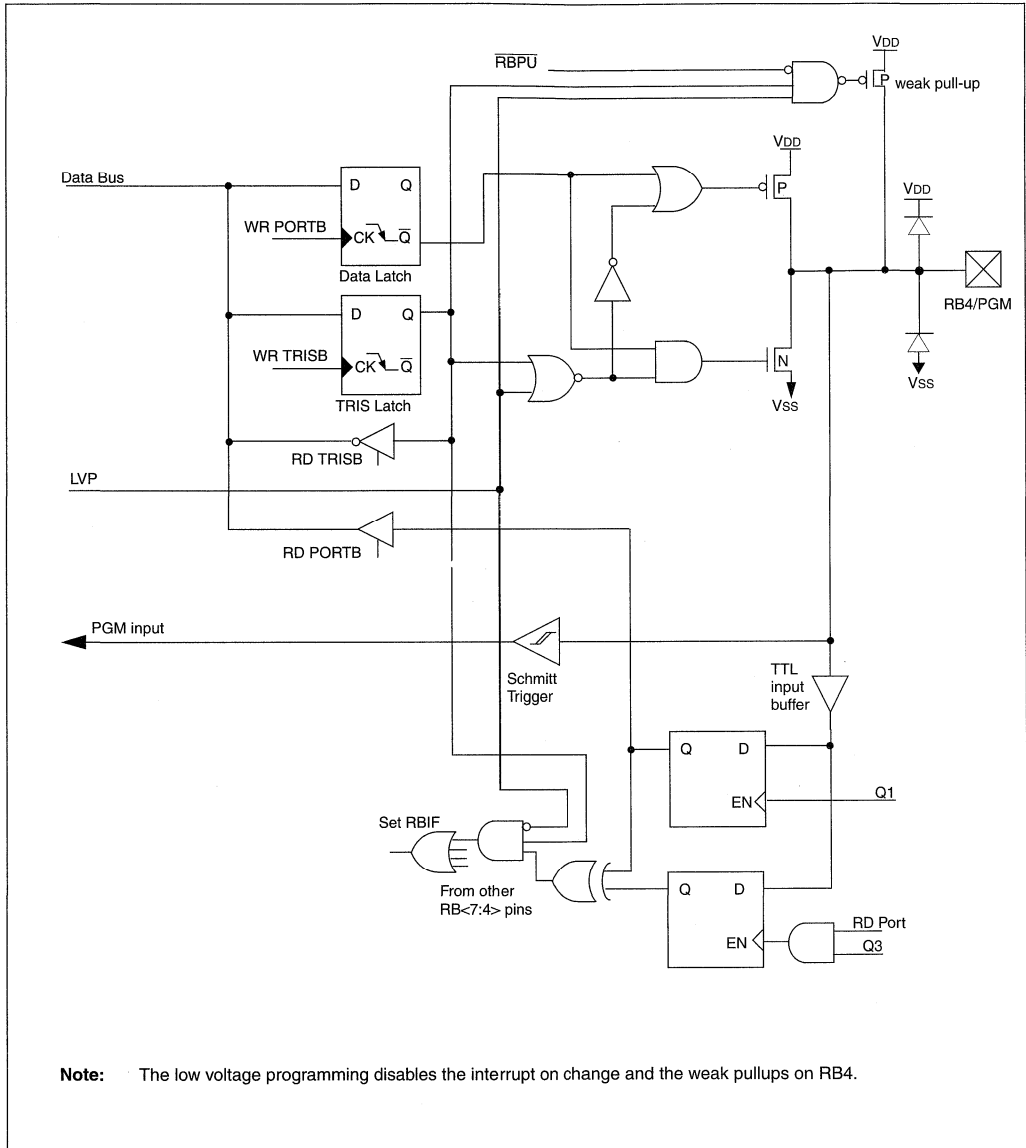 VDD
RBPU
P
weak pull-up
VDD
P
VDD
Data Bus
D
Q
WR PORTB
CK
Q
Data Latch
RB4/PGM
D
Q
WR TRISB
CK
Q
TRIS Latch
N
VSS
VSS
RD TRISB
LVP
RD PORTB
PGM input
Schmitt
Trigger
TTL
input
buffer
Q
D
EN
Q1
Set RBIF
From other
RB<7:4> pins
Q
D
EN
RD Port
Q3
Note: The low voltage programming disables the interrupt on change and the weak pullups on RB4.